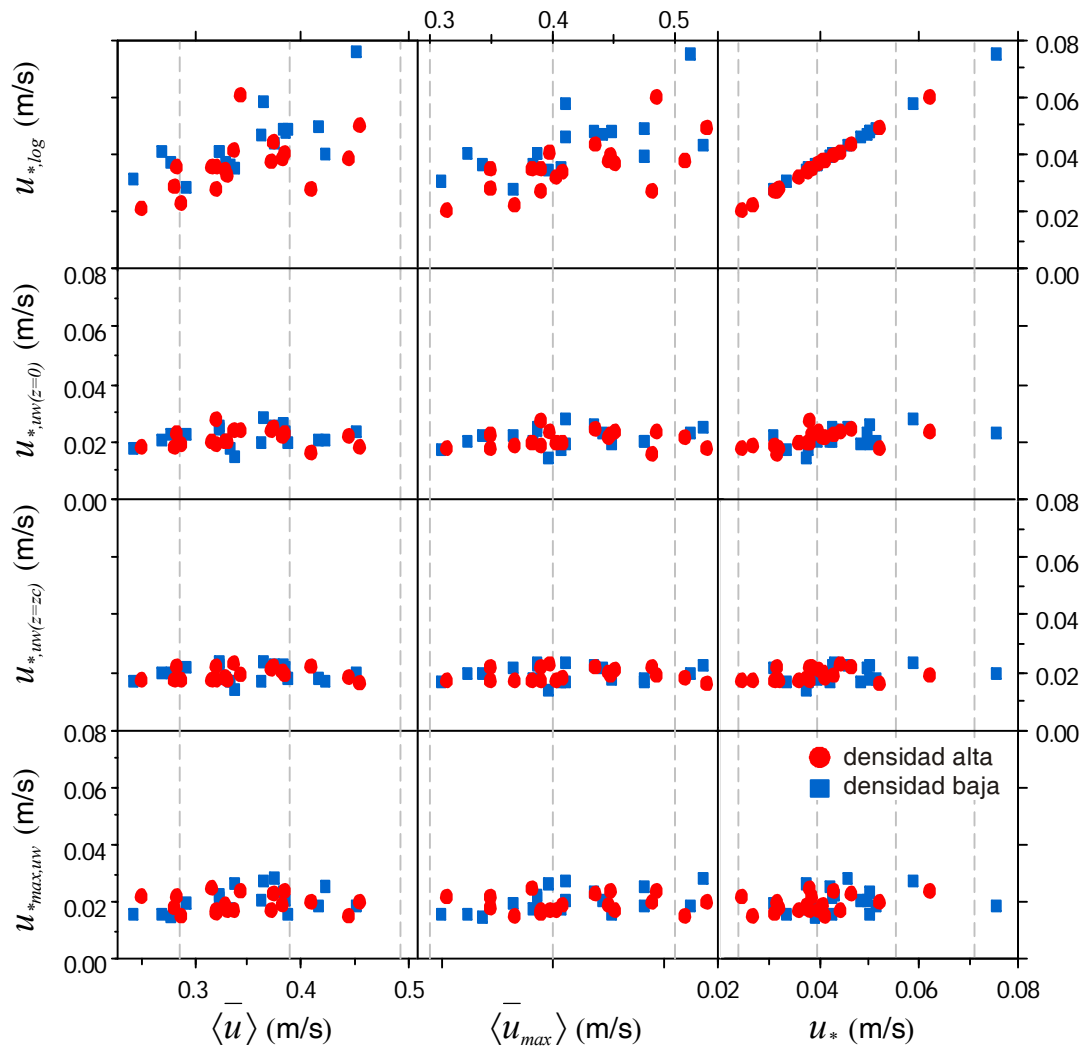 0.3 0.4 0.5
u*,log (m/s)
0.08
0.06
0.04
0.02
0.08 0.00
u*,uw(z=0) (m/s)
0.06
0.04
0.02
0.00 0.08
u*,uw(z=zc) (m/s)
0.06
0.04
0.02
0.08 0.00
u*max,uw (m/s)
densidad alta
densidad baja
0.06
0.04
0.02
0.00
0.3 0.4 0.5 0.02 0.04 0.06 0.08
⟨u̅⟩ (m/s) ⟨u̅max⟩ (m/s) u* (m/s)